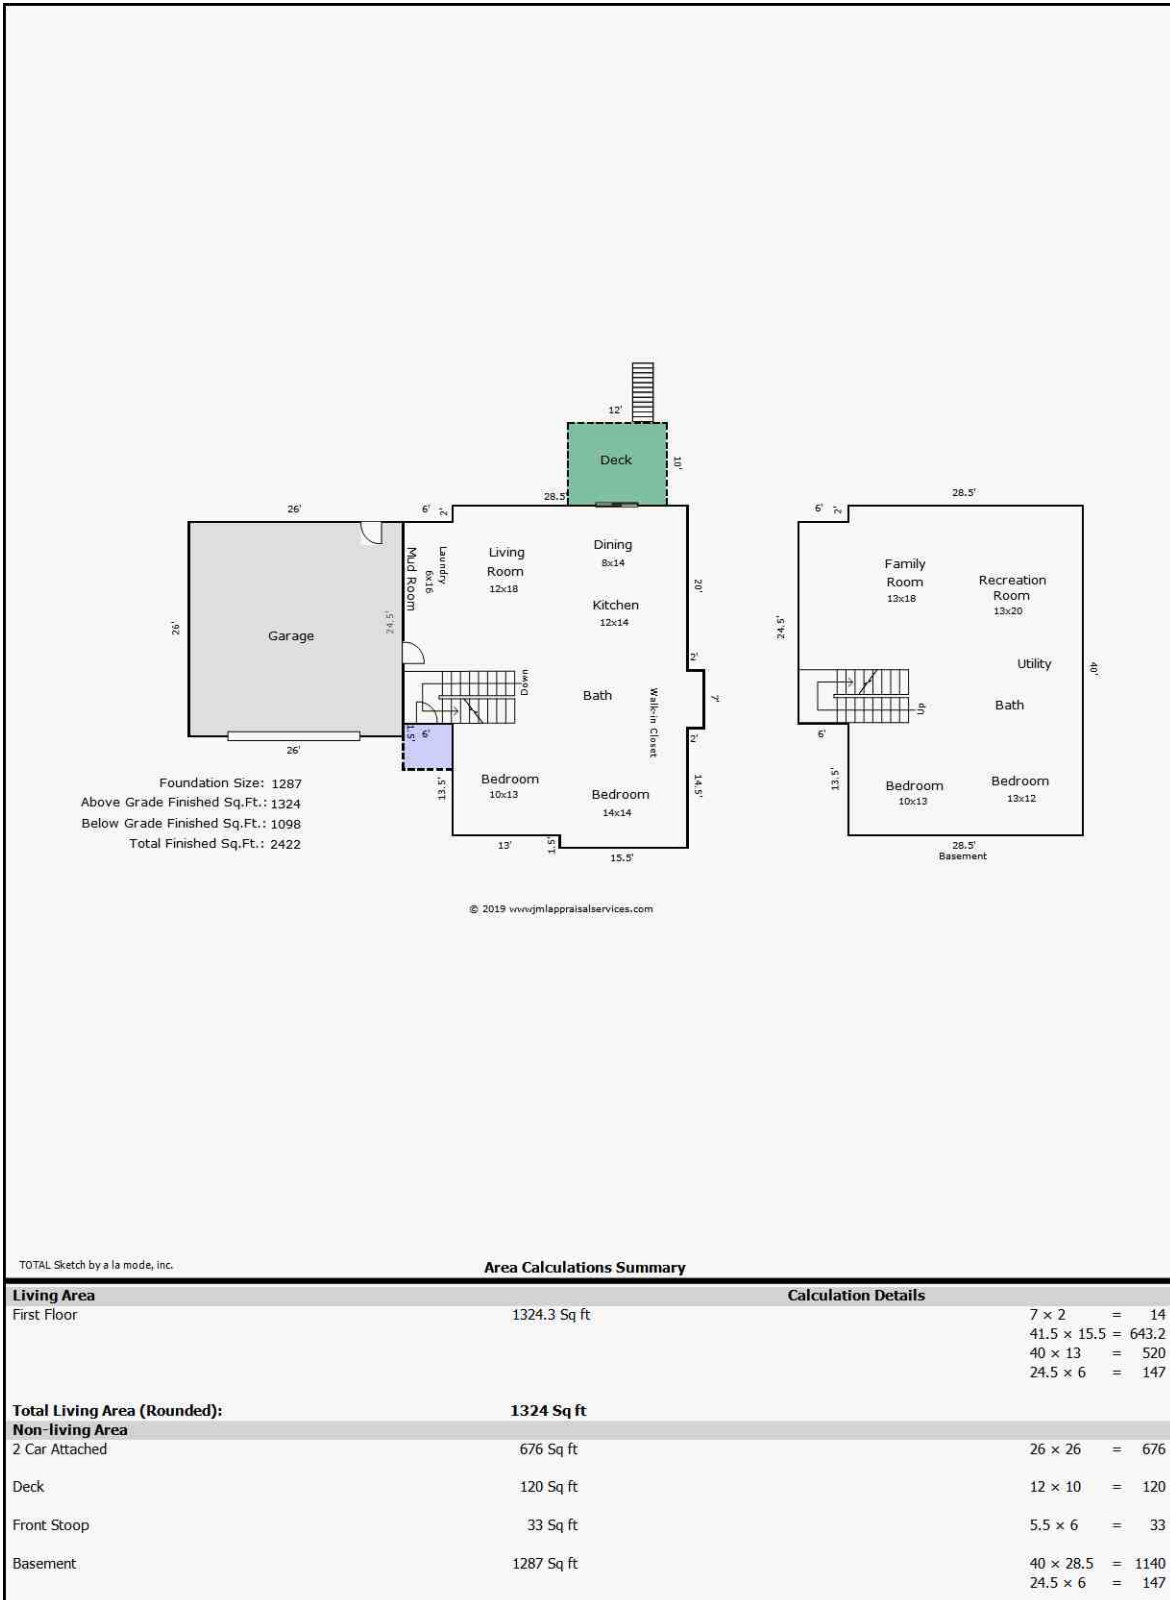 12'
Deck
10'
28.5'
26'
6'
2'
Living
Room
12x18
Dining
8x14
Kitchen
12x14
Laundry
6x16
Mud Room
24.5'
20'
26'
Garage
2'
7'
2'
Down
Bath
Walk-in Closet
1.5'
6'
26'
13.5'
Bedroom
10x13
Bedroom
14x14
14.5'
13'
1.5'
15.5'
28.5'
6'
2'
Family
Room
13x18
Recreation
Room
13x20
24.5'
Utility
40'
Bath
Up
6'
13.5'
Bedroom
10x13
Bedroom
13x12
28.5'
Basement
Foundation Size: 1287
Above Grade Finished Sq.Ft.: 1324
Below Grade Finished Sq.Ft.: 1098
Total Finished Sq.Ft.: 2422
© 2019 www.jmlappraisalservices.com
TOTAL Sketch by a la mode, inc.
Area Calculations Summary
Living Area Calculation Details
First Floor 1324.3 Sq ft 7 × 2 = 14
41.5 × 15.5 = 643.2
40 × 13 = 520
24.5 × 6 = 147
Total Living Area (Rounded): 1324 Sq ft
Non-living Area
2 Car Attached 676 Sq ft 26 × 26 = 676
Deck 120 Sq ft 12 × 10 = 120
Front Stoop 33 Sq ft 5.5 × 6 = 33
Basement 1287 Sq ft 40 × 28.5 = 1140
24.5 × 6 = 147